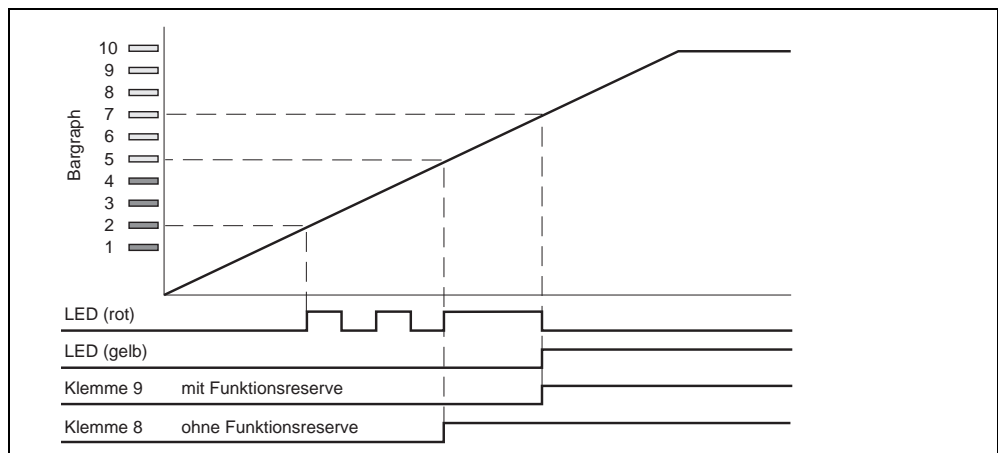 10
9
8
7
6
5
4
3
2
1
Bargraph
LED (rot)
LED (gelb)
Klemme 9 mit Funktionsreserve
Klemme 8 ohne Funktionsreserve